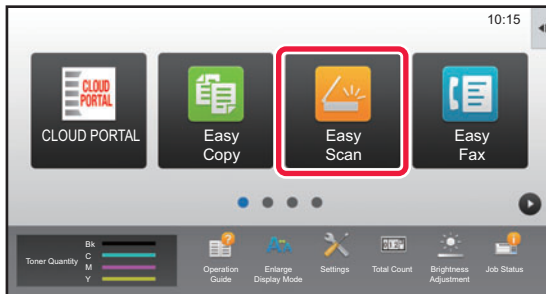 10:15
CLOUD
PORTAL
CLOUD PORTAL
Easy
Copy
Easy
Scan
Easy
Fax
Toner Quantity
Bk
C
M
Y
Operation
Guide
Enlarge
Display Mode
Settings
Total Count
Brightness
Adjustment
Job Status